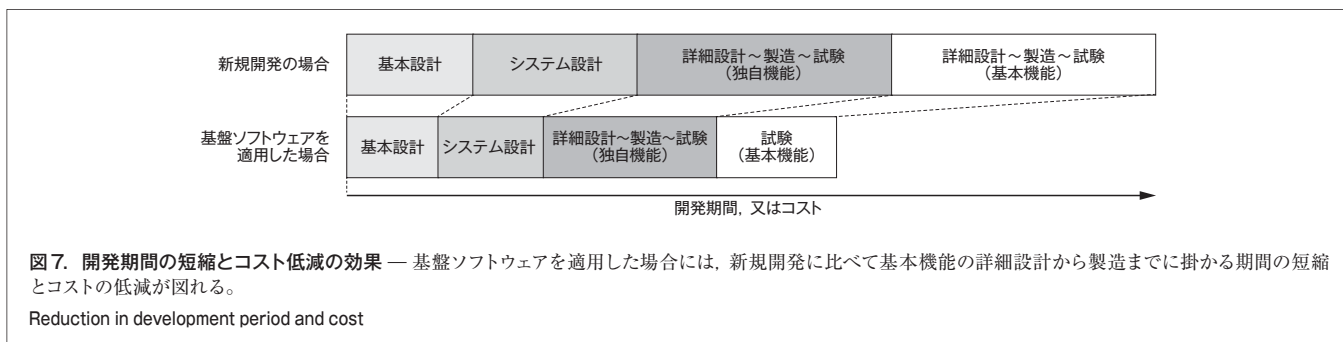 新規開発の場合
基本設計
システム設計
詳細設計～製造～試験
(独自機能)
詳細設計～製造～試験
(基本機能)
基盤ソフトウェアを
適用した場合
基本設計
システム設計
詳細設計～製造～試験
(独自機能)
試験
(基本機能)
開発期間，又はコスト
図7. 開発期間の短縮とコスト低減の効果 — 基盤ソフトウェアを適用した場合には，新規開発に比べて基本機能の詳細設計から製造までに掛かる期間の短縮
とコストの低減が図れる。
Reduction in development period and cost